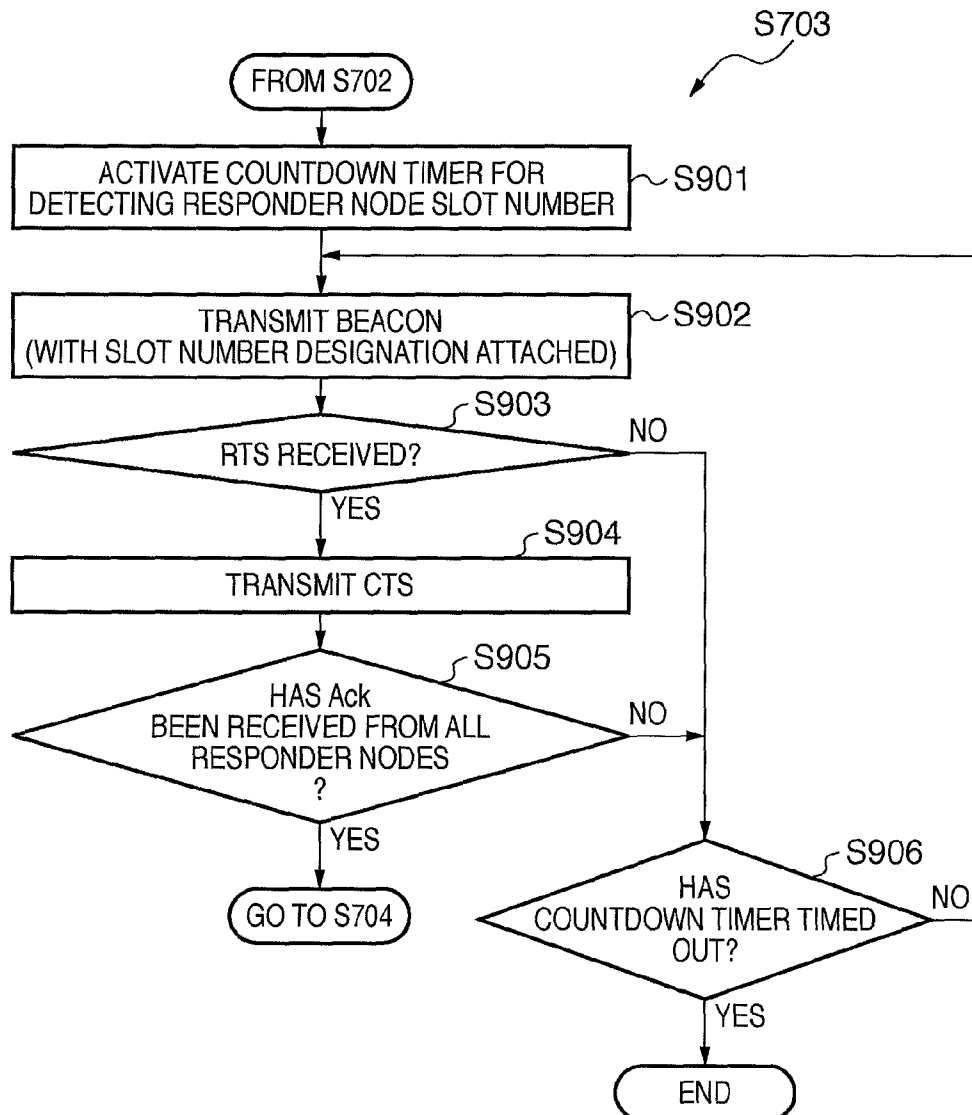 S703
FROM S702
ACTIVATE COUNTDOWN TIMER FOR
DETECTING RESPONDER NODE SLOT NUMBER
S901
TRANSMIT BEACON
(WITH SLOT NUMBER DESIGNATION ATTACHED)
S902
S903
RTS RECEIVED?
NO
YES
S904
TRANSMIT CTS
S905
HAS Ack
BEEN RECEIVED FROM ALL
RESPONDER NODES
?
NO
YES
GO TO S704
S906
HAS
COUNTDOWN TIMER TIMED
OUT?
NO
YES
END